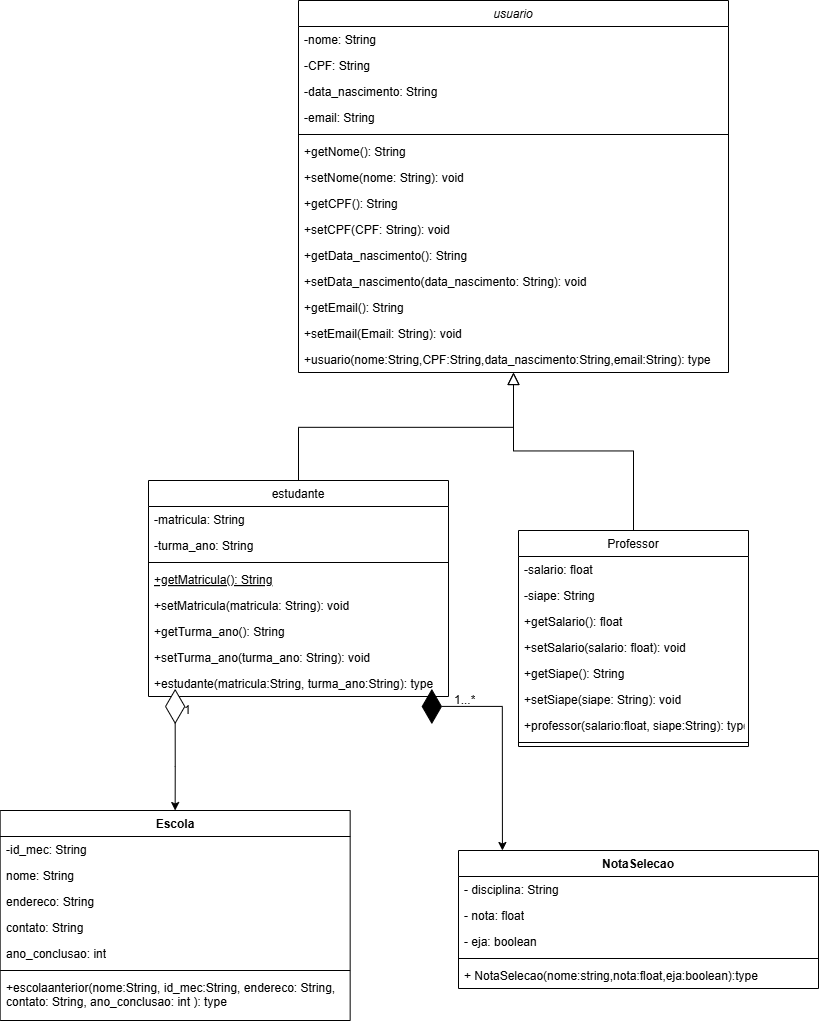 usuario
-nome: String
-CPF: String
-data_nascimento: String
-email: String
+getNome(): String
+setNome(nome: String): void
+getCPF(): String
+setCPF(CPF: String): void
+getData_nascimento(): String
+setData_nascimento(data_nascimento: String): void
+getEmail(): String
+setEmail(Email: String): void
+usuario(nome:String,CPF:String,data_nascimento:String,email:String): type
estudante
-matricula: String
-turma_ano: String
+getMatricula(): String
+setMatricula(matricula: String): void
+getTurma_ano(): String
+setTurma_ano(turma_ano: String): void
+estudante(matricula:String, turma_ano:String): type
1
1...*
Professor
-salario: float
-siape: String
+getSalario(): float
+setSalario(salario: float): void
+getSiape(): String
+setSiape(siape: String): void
+professor(salario:float, siape:String): type
Escola
-id_mec: String
nome: String
endereco: String
contato: String
ano_conclusao: int
+escolaanterior(nome:String, id_mec:String, endereco: String,
contato: String, ano_conclusao: int ): type
NotaSelecao
- disciplina: String
- nota: float
- eja: boolean
+ NotaSelecao(nome:string,nota:float,eja:boolean):type